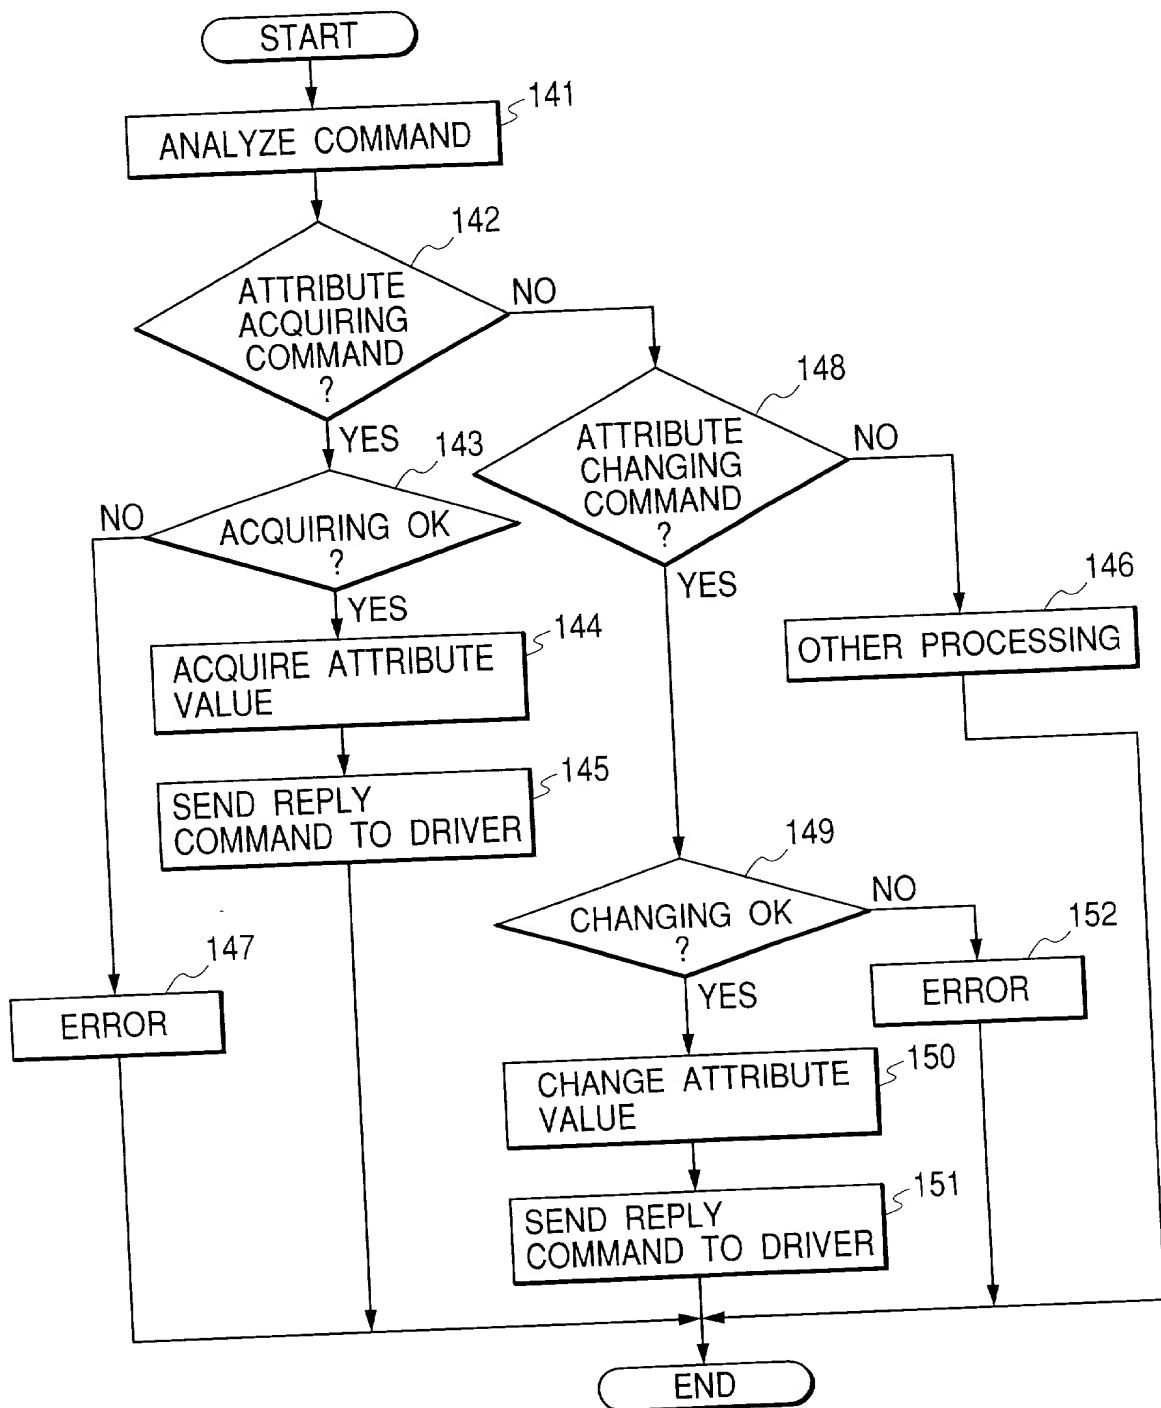 START
141
ANALYZE COMMAND
142
ATTRIBUTE
ACQUIRING
COMMAND
?
NO
YES
148
ATTRIBUTE
CHANGING
COMMAND
?
NO
YES
143
ACQUIRING OK
?
NO
YES
144
ACQUIRE ATTRIBUTE
VALUE
146
OTHER PROCESSING
145
SEND REPLY
COMMAND TO DRIVER
149
CHANGING OK
?
NO
YES
147
ERROR
152
ERROR
150
CHANGE ATTRIBUTE
VALUE
151
SEND REPLY
COMMAND TO DRIVER
END